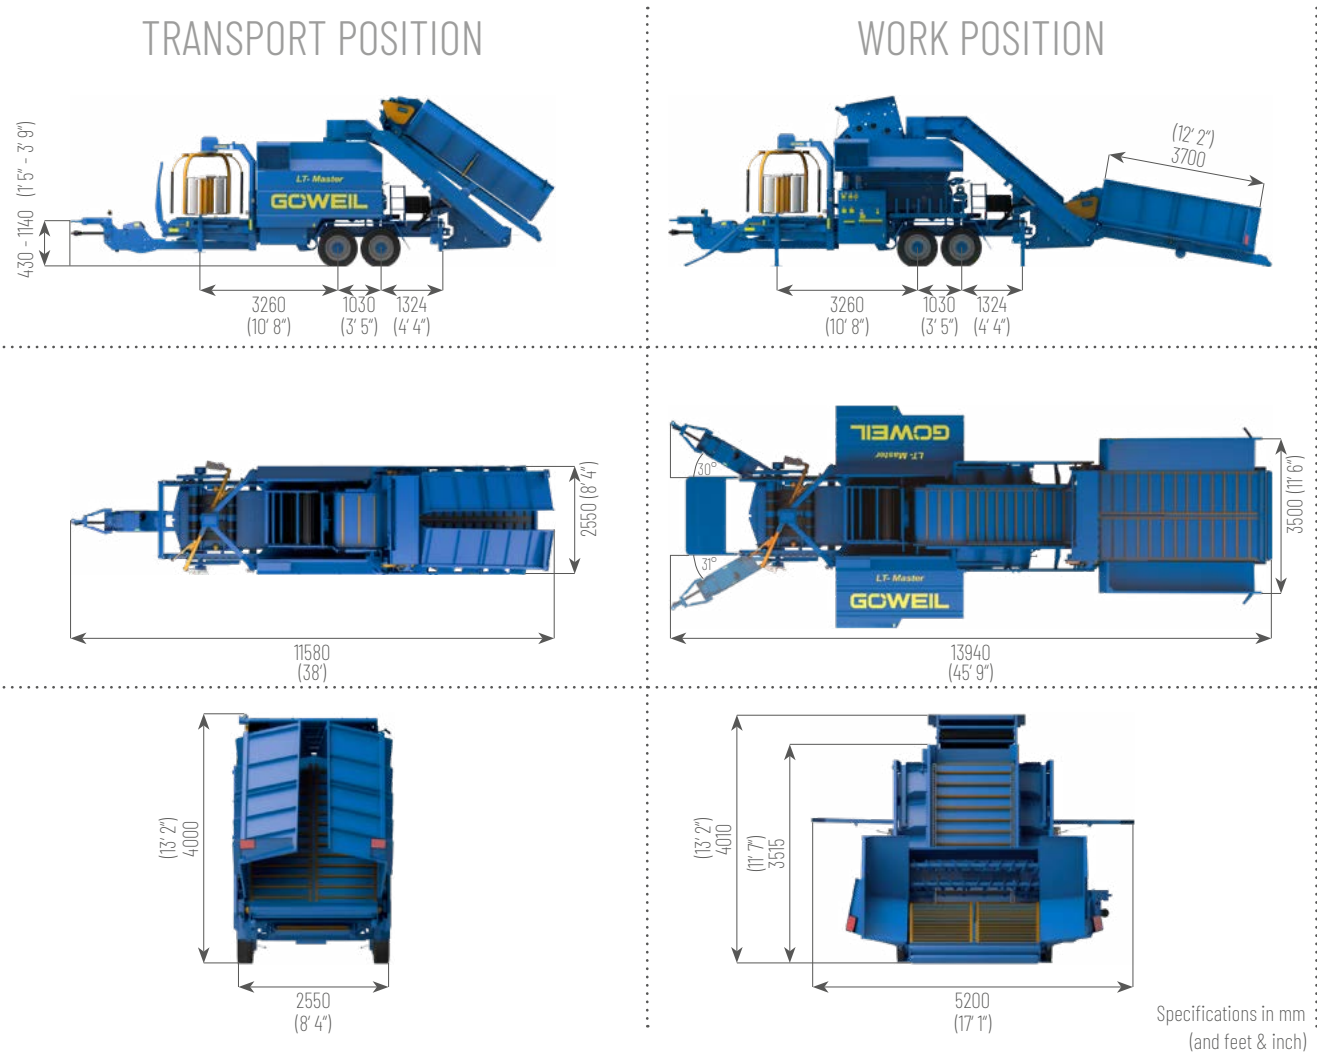 TRANSPORT POSITION
WORK POSITION
430 - 1140 (1' 5" - 3' 9")
LT- Master
GÖWEIL
3260
(10' 8")
1030
(3' 5")
1324
(4' 4")
(12' 2")
3700
3260
(10' 8")
1030
(3' 5")
1324
(4' 4")
2550 (8' 4")
11580
(38')
GÖWEIL
LT- Master
30°
31°
LT- Master
GÖWEIL
3500 (11' 6")
13940
(45' 9")
(13' 2")
4000
2550
(8' 4")
(13' 2")
4010
(11' 7")
3515
5200
(17' 1")
Specifications in mm
(and feet & inch)